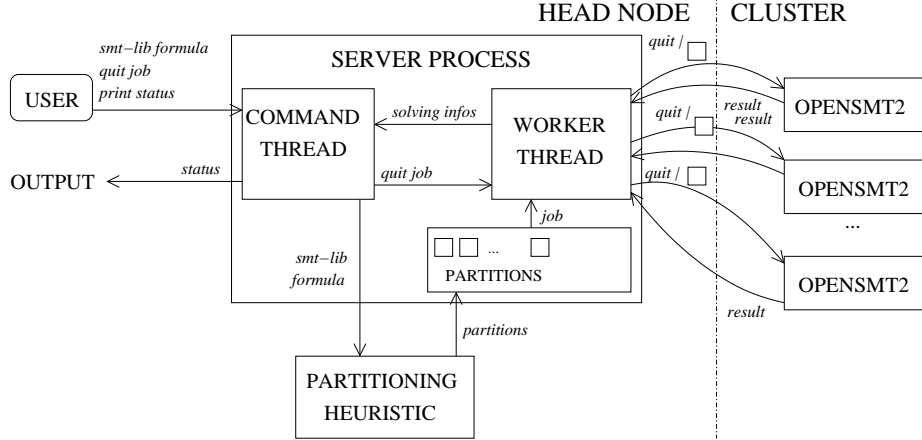 HEAD NODE
CLUSTER
SERVER PROCESS
smt−lib formula
quit job
print status
USER
COMMAND
THREAD
solving infos
WORKER
THREAD
quit /
OPENSMT2
result
result
quit /
OUTPUT
status
quit job
quit /
OPENSMT2
...
job
smt−lib
formula
...
PARTITIONS
OPENSMT2
result
partitions
PARTITIONING
HEURISTIC